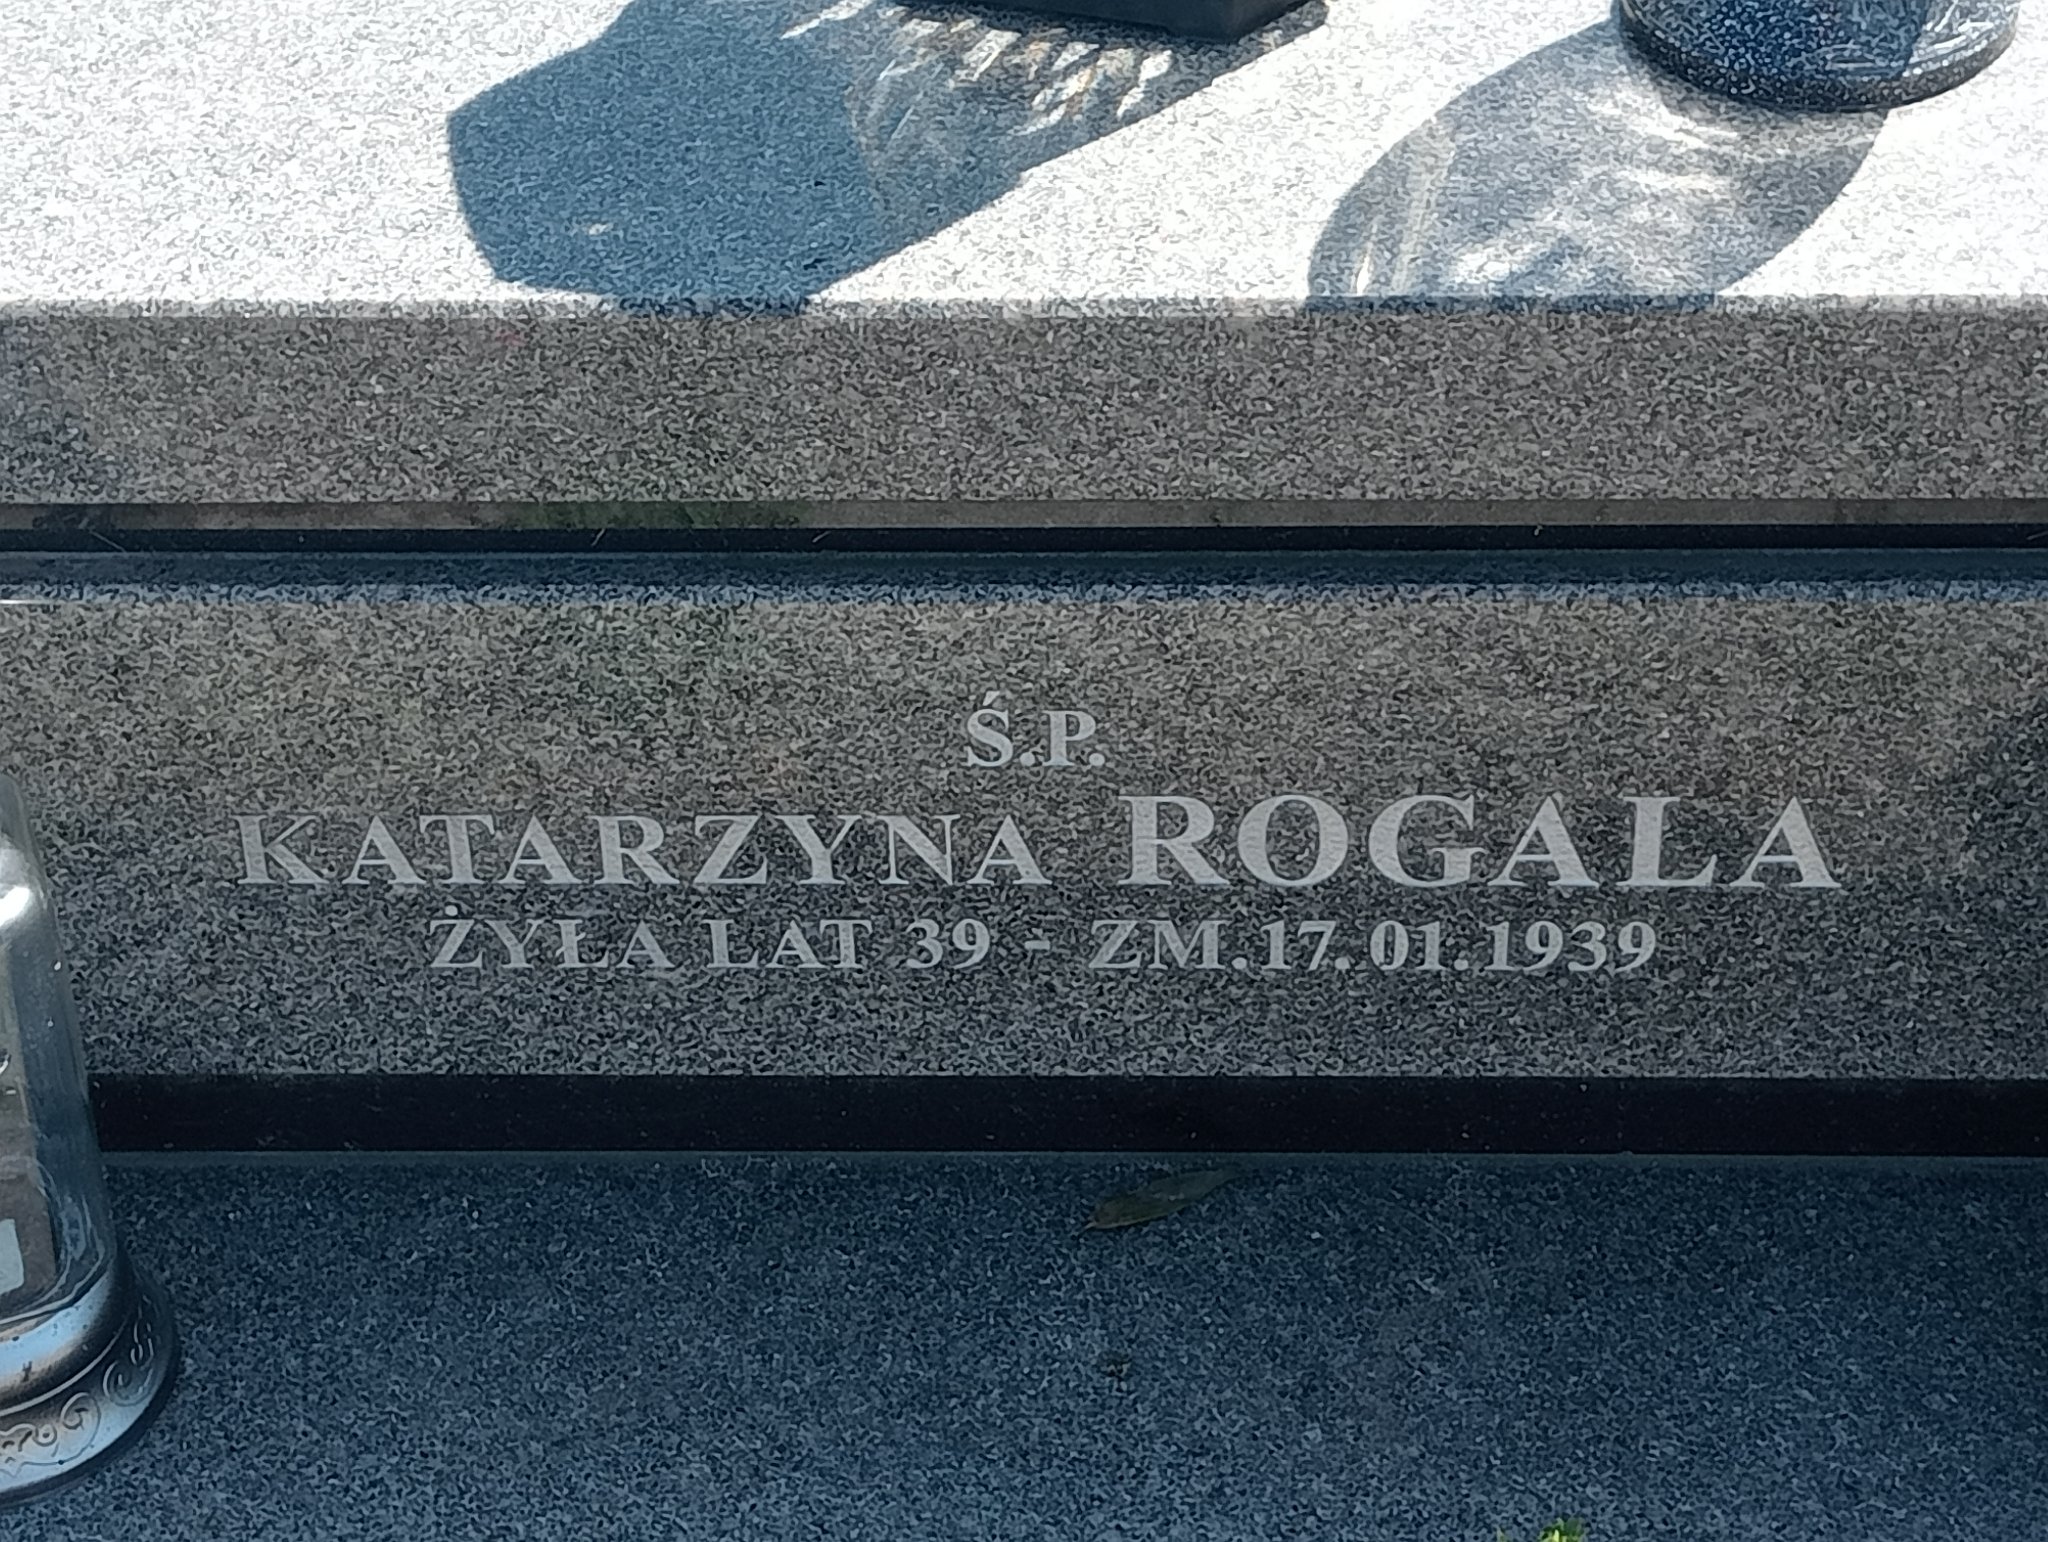 Ś.P.
KATARZYNA ROGALA
ŻYŁA LAT 39 - ZM.17.01.1939